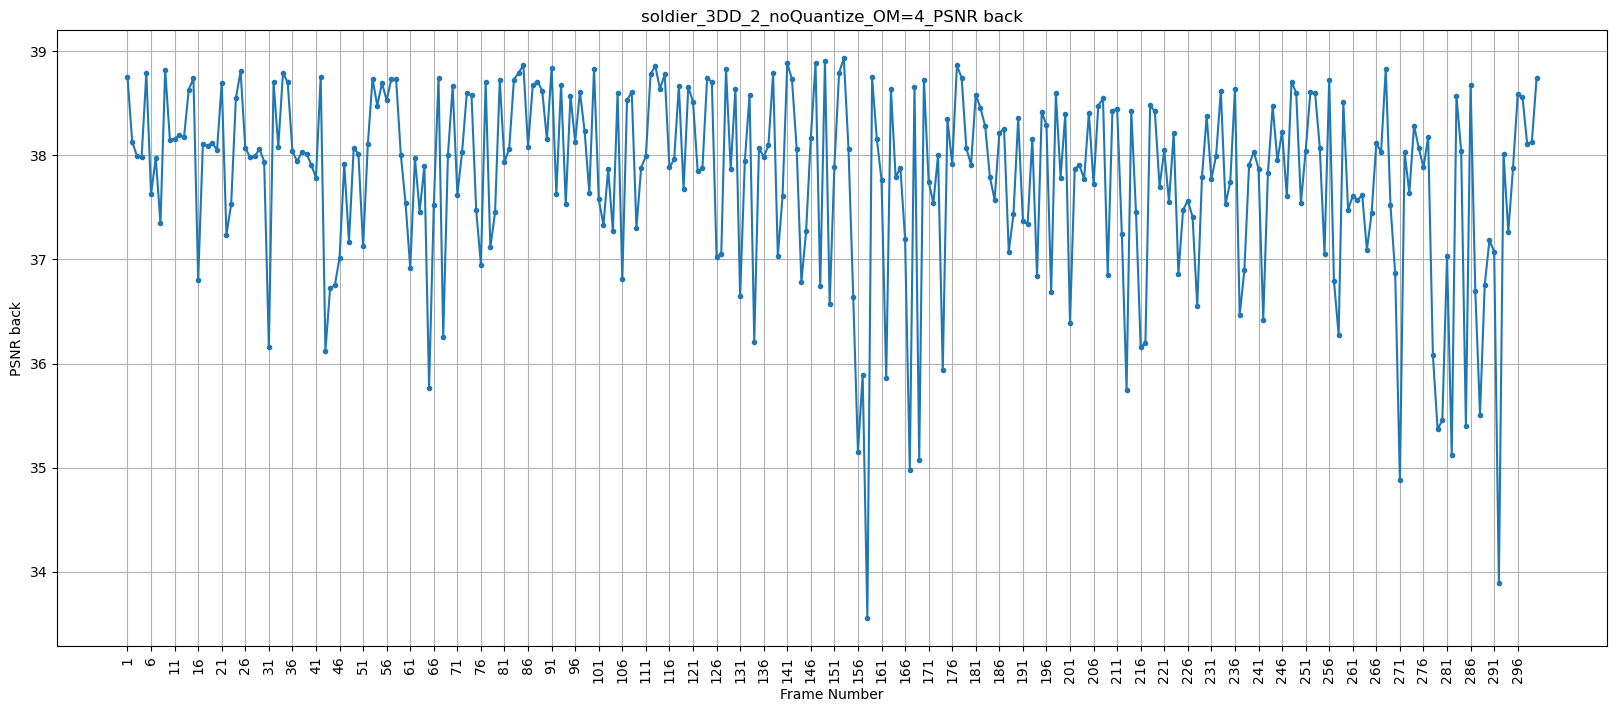 soldier_3DD_2_noQuantize_OM=4_PSNR back
39
38
37
36
35
34
PSNR back
1 6 11 16 21 26 31 36 41 46 51 56 61 66 71 76 81 86 91 96 101 106 111 116 121 126 131 136 141 146 151 156 161 166 171 176 181 186 191 196 201 206 211 216 221 226 231 236 241 246 251 256 261 266 271 276 281 286 291 296
Frame Number